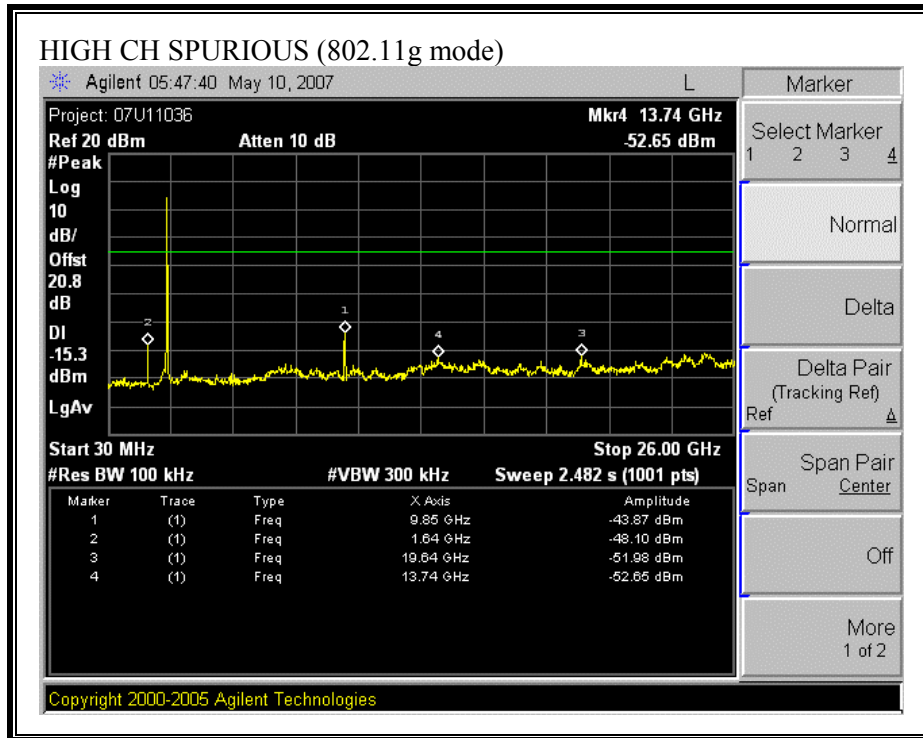 HIGH CH SPURIOUS (802.11g mode)
Agilent 05:47:40 May 10, 2007 L
Project: 07U11036 Mkr4 13.74 GHz
Ref 20 dBm Atten 10 dB -52.65 dBm
#Peak
Log
10
dB/
Offst
20.8
dB
DI
-15.3
dBm
LgAv
2
1
4
3
Start 30 MHz Stop 26.00 GHz
#Res BW 100 kHz #VBW 300 kHz Sweep 2.482 s (1001 pts)
Marker Trace Type X Axis Amplitude
1 (1) Freq 9.85 GHz -43.87 dBm
2 (1) Freq 1.64 GHz -48.10 dBm
3 (1) Freq 19.64 GHz -51.98 dBm
4 (1) Freq 13.74 GHz -52.65 dBm
Copyright 2000-2005 Agilent Technologies
Marker
Select Marker
1 2 3 4
Normal
Delta
Delta Pair
(Tracking Ref)
Ref Δ
Span Pair
Span Center
Off
More
1 of 2